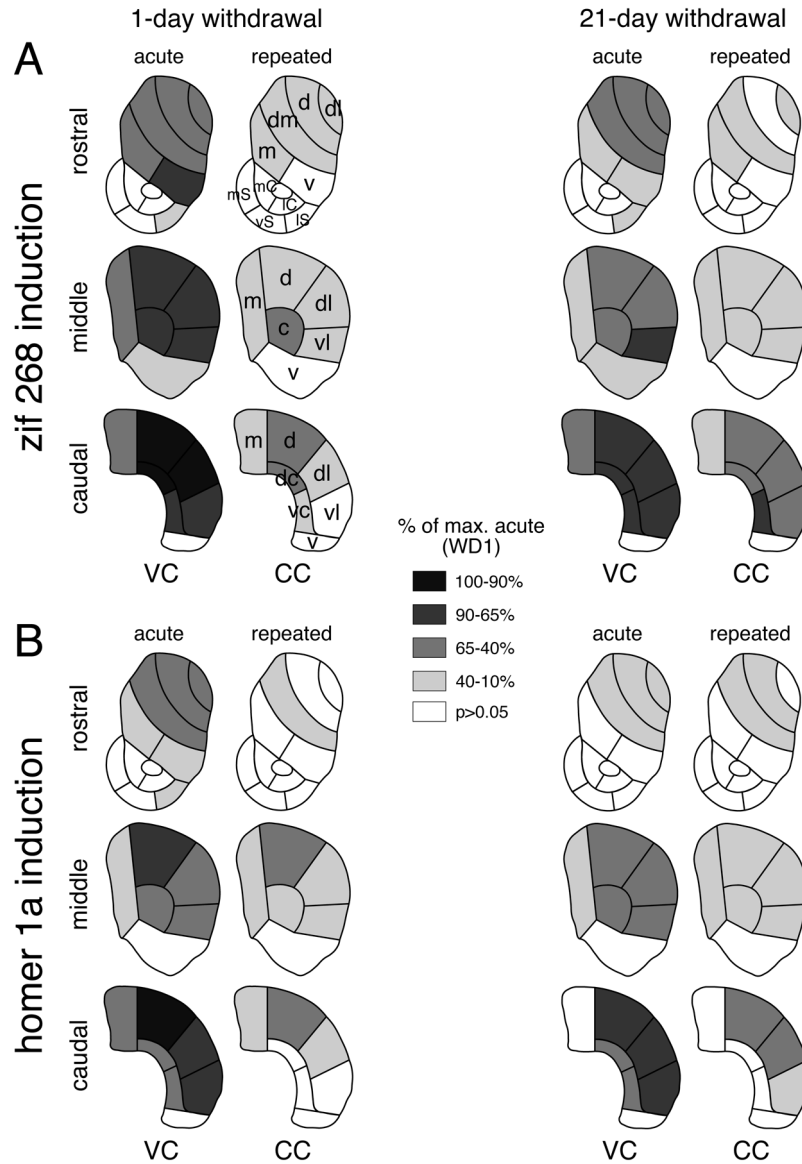 1-day withdrawal
21-day withdrawal
A
acute
repeated
acute
repeated
zif 268 induction
rostral
d
dl
dm
m
v
mC
mS
lC
vS
lS
middle
d
m
dl
c
vl
v
caudal
m
d
dc
dl
vc
vl
v
VC
CC
VC
CC
% of max. acute
(WD1)
100-90%
90-65%
65-40%
40-10%
p>0.05
B
acute
repeated
acute
repeated
homer 1a induction
rostral
middle
caudal
VC
CC
VC
CC